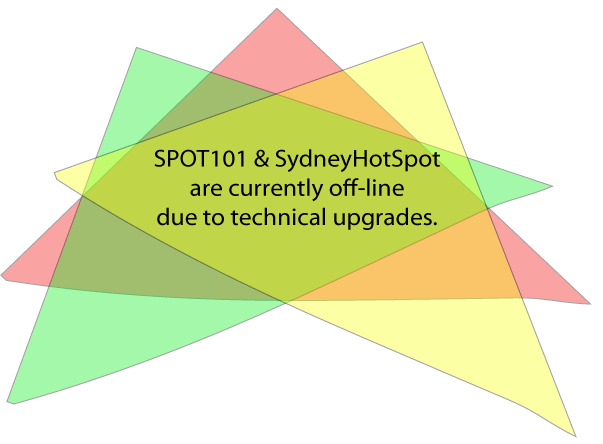 SPOT101 & SydneyHotSpot
are currently off-line
due to technical upgrades.